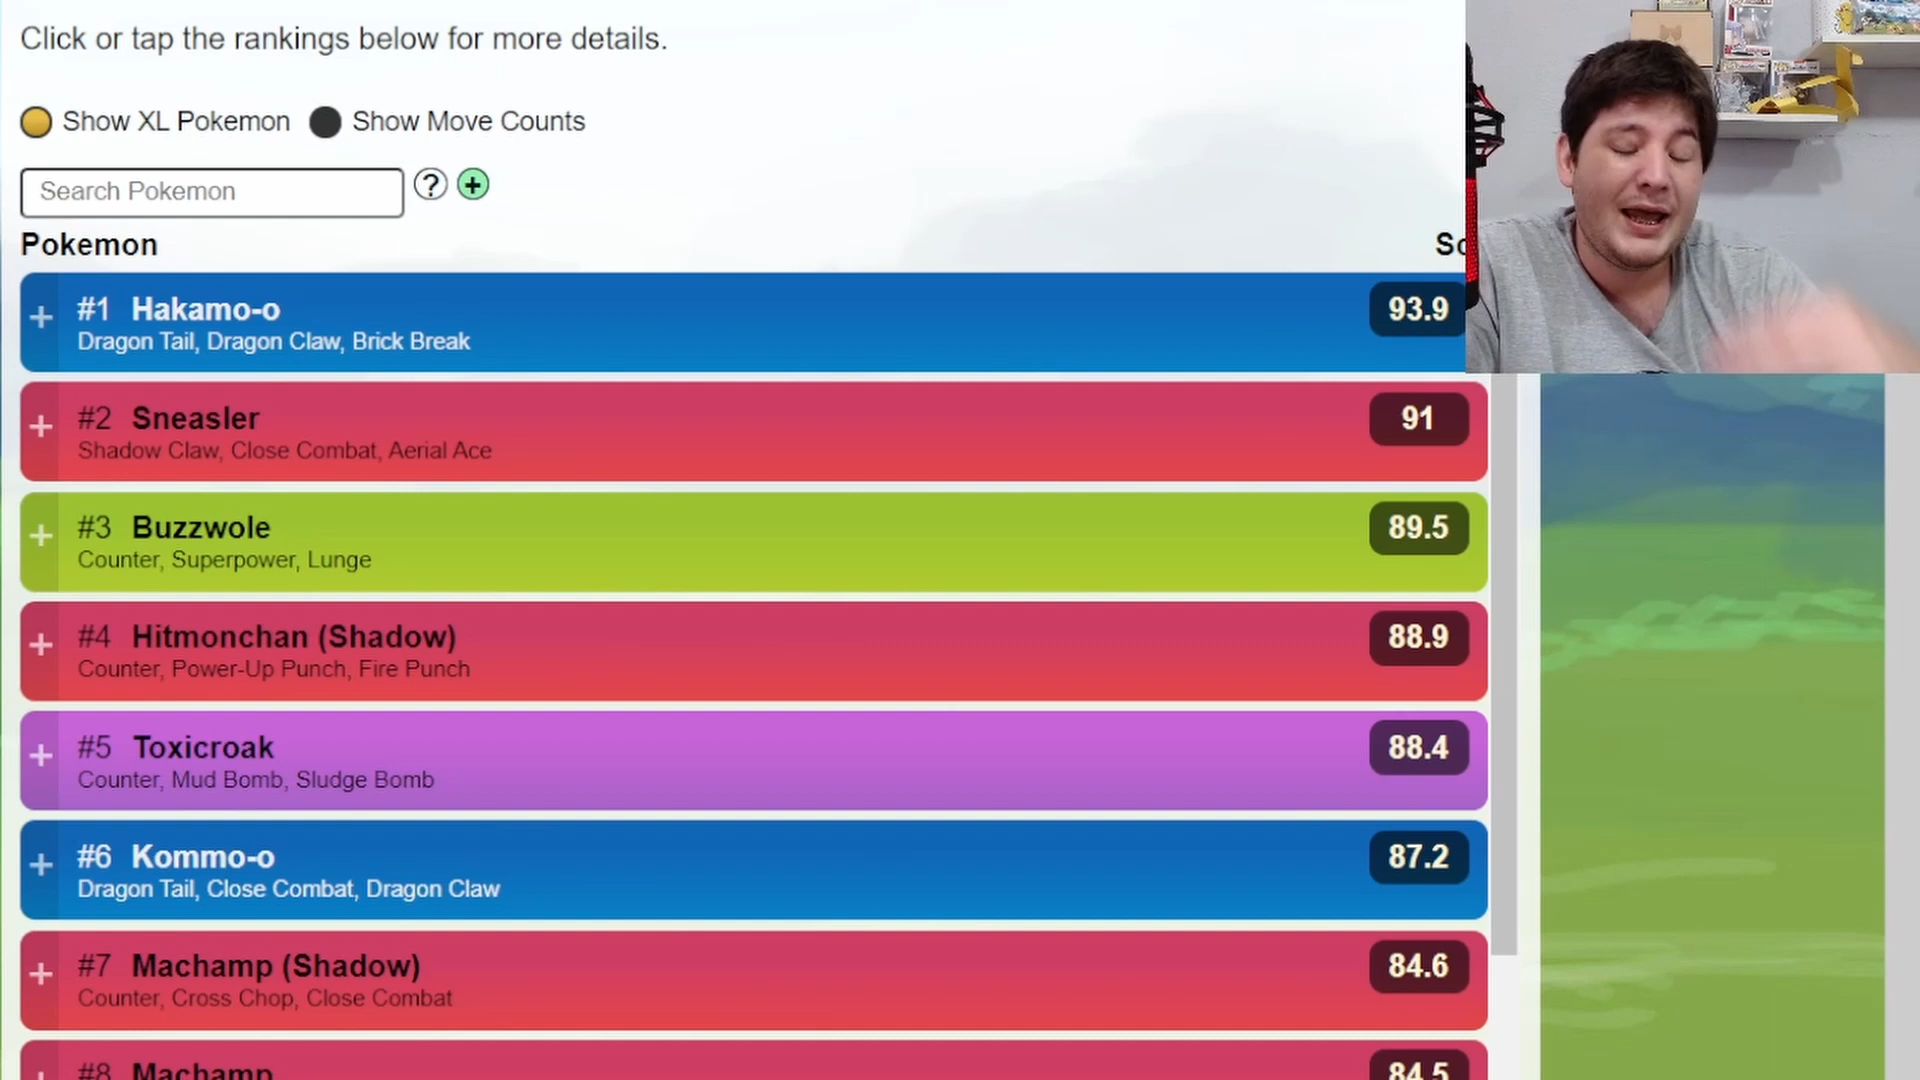 Click or tap the rankings below for more details.
Show XL Pokemon Show Move Counts
Search Pokemon ? +
Pokemon
+ #1 Hakamo-o 93.9
Dragon Tail, Dragon Claw, Brick Break
+ #2 Sneasler 91
Shadow Claw, Close Combat, Aerial Ace
+ #3 Buzzwole 89.5
Counter, Superpower, Lunge
+ #4 Hitmonchan (Shadow) 88.9
Counter, Power-Up Punch, Fire Punch
+ #5 Toxicroak 88.4
Counter, Mud Bomb, Sludge Bomb
+ #6 Kommo-o 87.2
Dragon Tail, Close Combat, Dragon Claw
+ #7 Machamp (Shadow) 84.6
Counter, Cross Chop, Close Combat
#8 Machamp 84.5